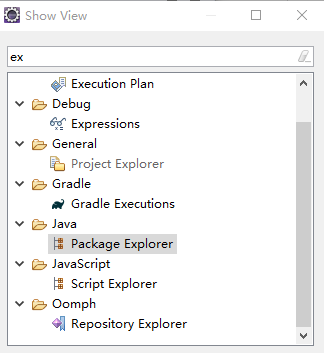 Show View
ex
Execution Plan
Debug
Expressions
General
Project Explorer
Gradle
Gradle Executions
Java
Package Explorer
JavaScript
Script Explorer
Oomph
Repository Explorer